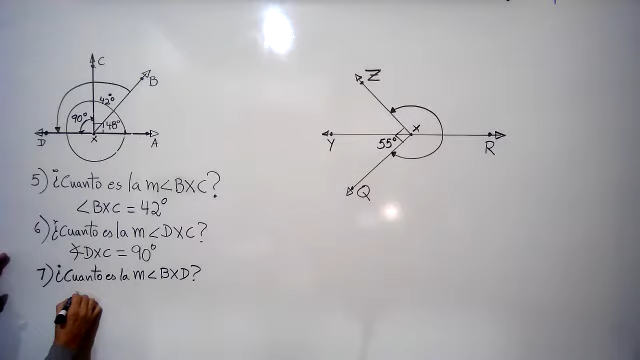 C
B
42°
90°
48°
D
X
A
Z
X
Y
55°
R
Q
5) ¿Cuanto es la m∠BXC?
∠BXC = 42°
6) ¿Cuanto es la m∠DXC?
∡DXC = 90°
7) ¿Cuanto es la m∠BXD?